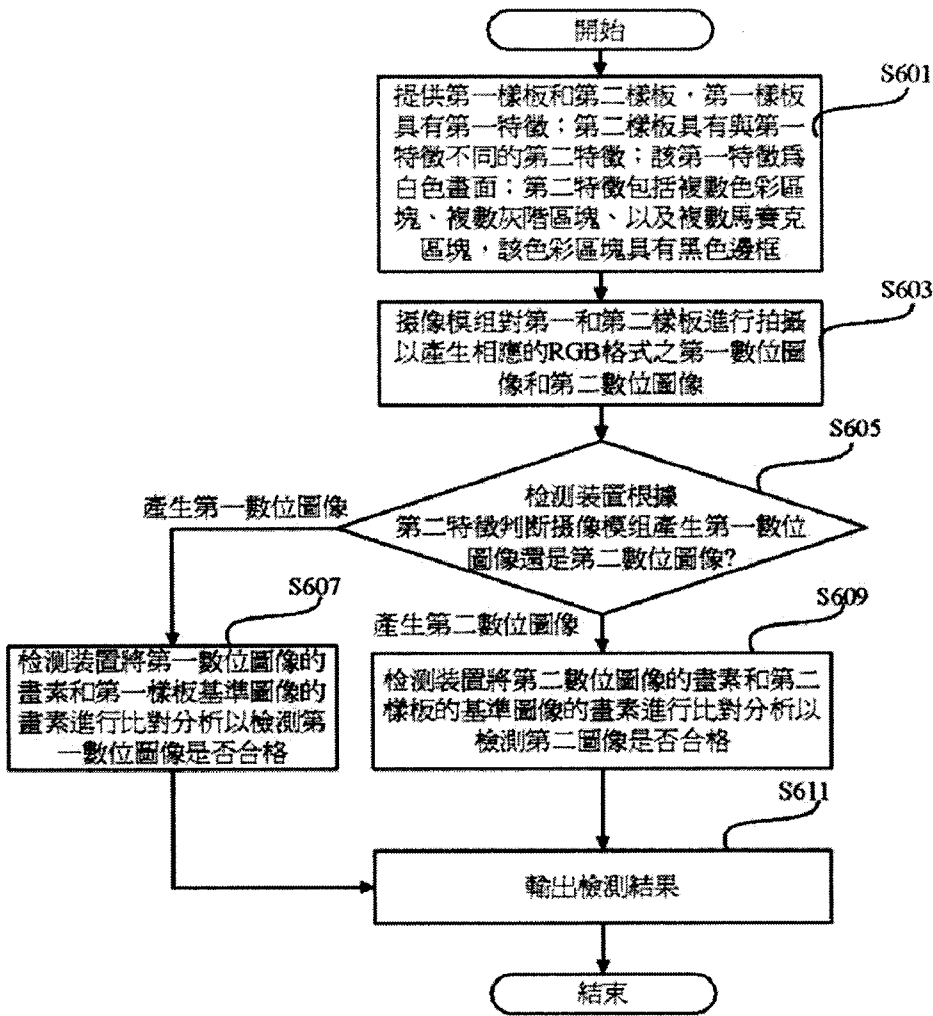 開始
S601
提供第一樣板和第二樣板，第一樣板
具有第一特徵；第二樣板具有與第一
特徵不同的第二特徵；該第一特徵爲
白色畫面；第二特徵包括複數色彩區
塊、複數灰階區塊、以及複數馬賽克
區塊，該色彩區塊具有黑色邊框
S603
摄像模组對第一和第二樣板進行拍攝
以產生相應的RGB格式之第一數位圖
像和第二數位圖像
S605
检测装置根據
第二特徵判断摄像模组產生第一數位
圖像還是第二數位圖像?
產生第一數位圖像
S607
检测装置將第一數位圖像的
畫素和第一樣板基準圖像的
畫素進行比對分析以檢測第
一數位圖像是否合格
產生第二數位圖像
S609
检测装置將第二數位圖像的畫素和第二
樣板的基準圖像的畫素進行比對分析以
檢測第二圖像是否合格
S611
輸出檢測結果
結束